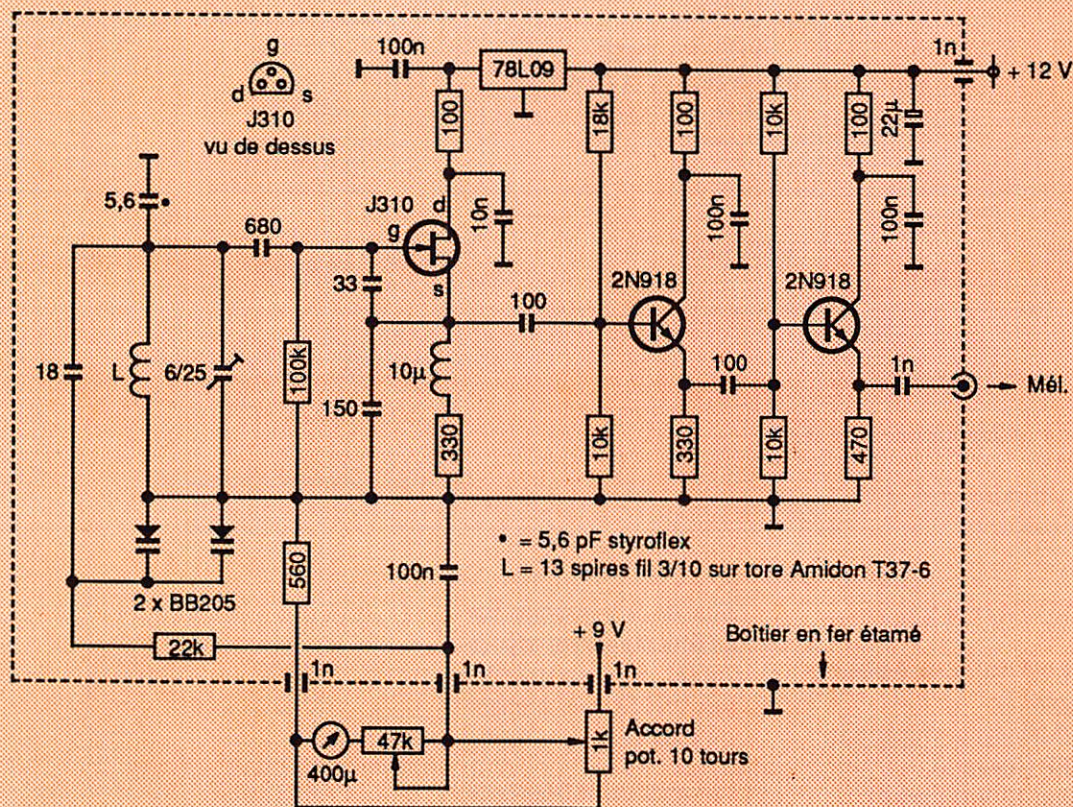 g
d
s
J310
vu de dessus
100n
78L09
1n
+ 12 V
100
18k
100
10k
100
22µ
5,6
•
680
J310
d
g
s
10n
100n
100n
33
100
2N918
2N918
18
L
6/25
100k
150
10µ
330
10k
330
100
10k
470
1n
Mél.
• = 5,6 pF styroflex
L = 13 spires fil 3/10 sur tore Amidon T37-6
560
100n
2 x BB205
22k
+ 9 V
Boîtier en fer étamé
1n
1n
1n
400µ
47k
1k
Accord
pot. 10 tours